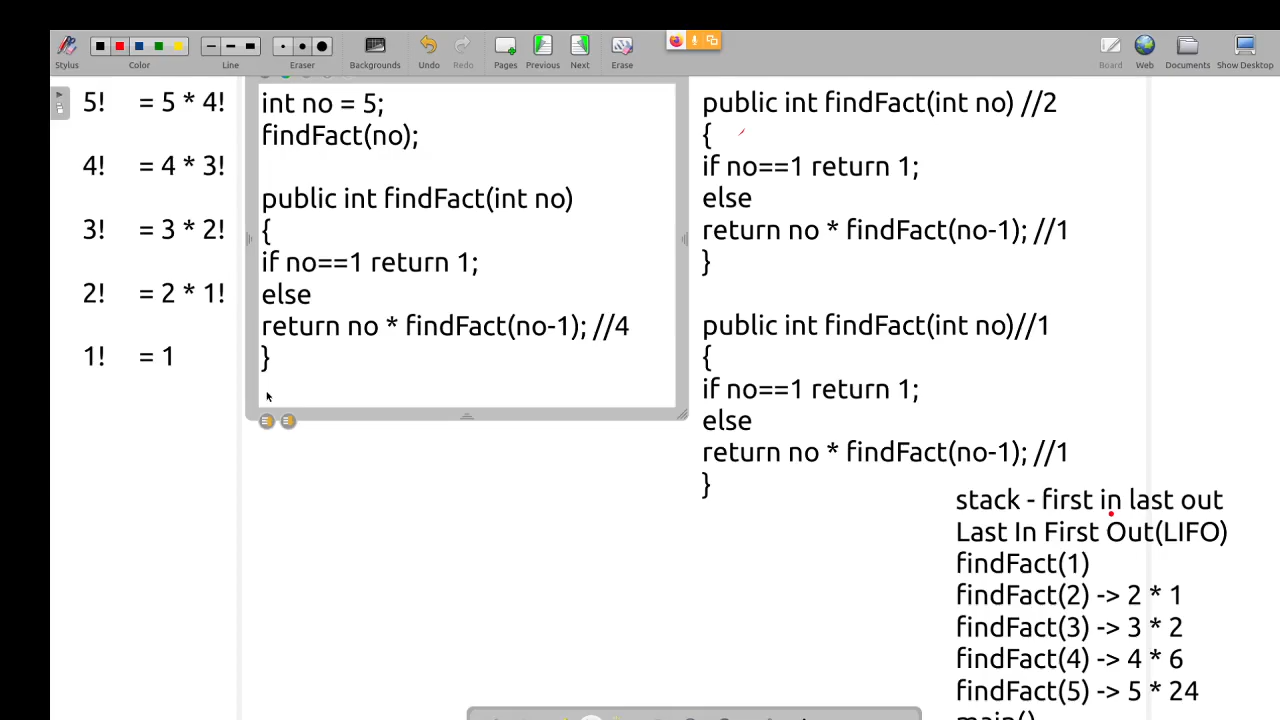 Stylus
Color
Line
Eraser
Backgrounds
Undo
Redo
Pages
Previous
Next
Erase
Board
Web
Documents
Show Desktop
5! = 5 * 4!
4! = 4 * 3!
3! = 3 * 2!
2! = 2 * 1!
1! = 1
int no = 5;
findFact(no);
public int findFact(int no)
{
if no==1 return 1;
else
return no * findFact(no-1); //4
}
public int findFact(int no) //2
{
if no==1 return 1;
else
return no * findFact(no-1); //1
}
public int findFact(int no)//1
{
if no==1 return 1;
else
return no * findFact(no-1); //1
}
stack - first in last out
Last In First Out(LIFO)
findFact(1)
findFact(2) -> 2 * 1
findFact(3) -> 3 * 2
findFact(4) -> 4 * 6
findFact(5) -> 5 * 24
main()